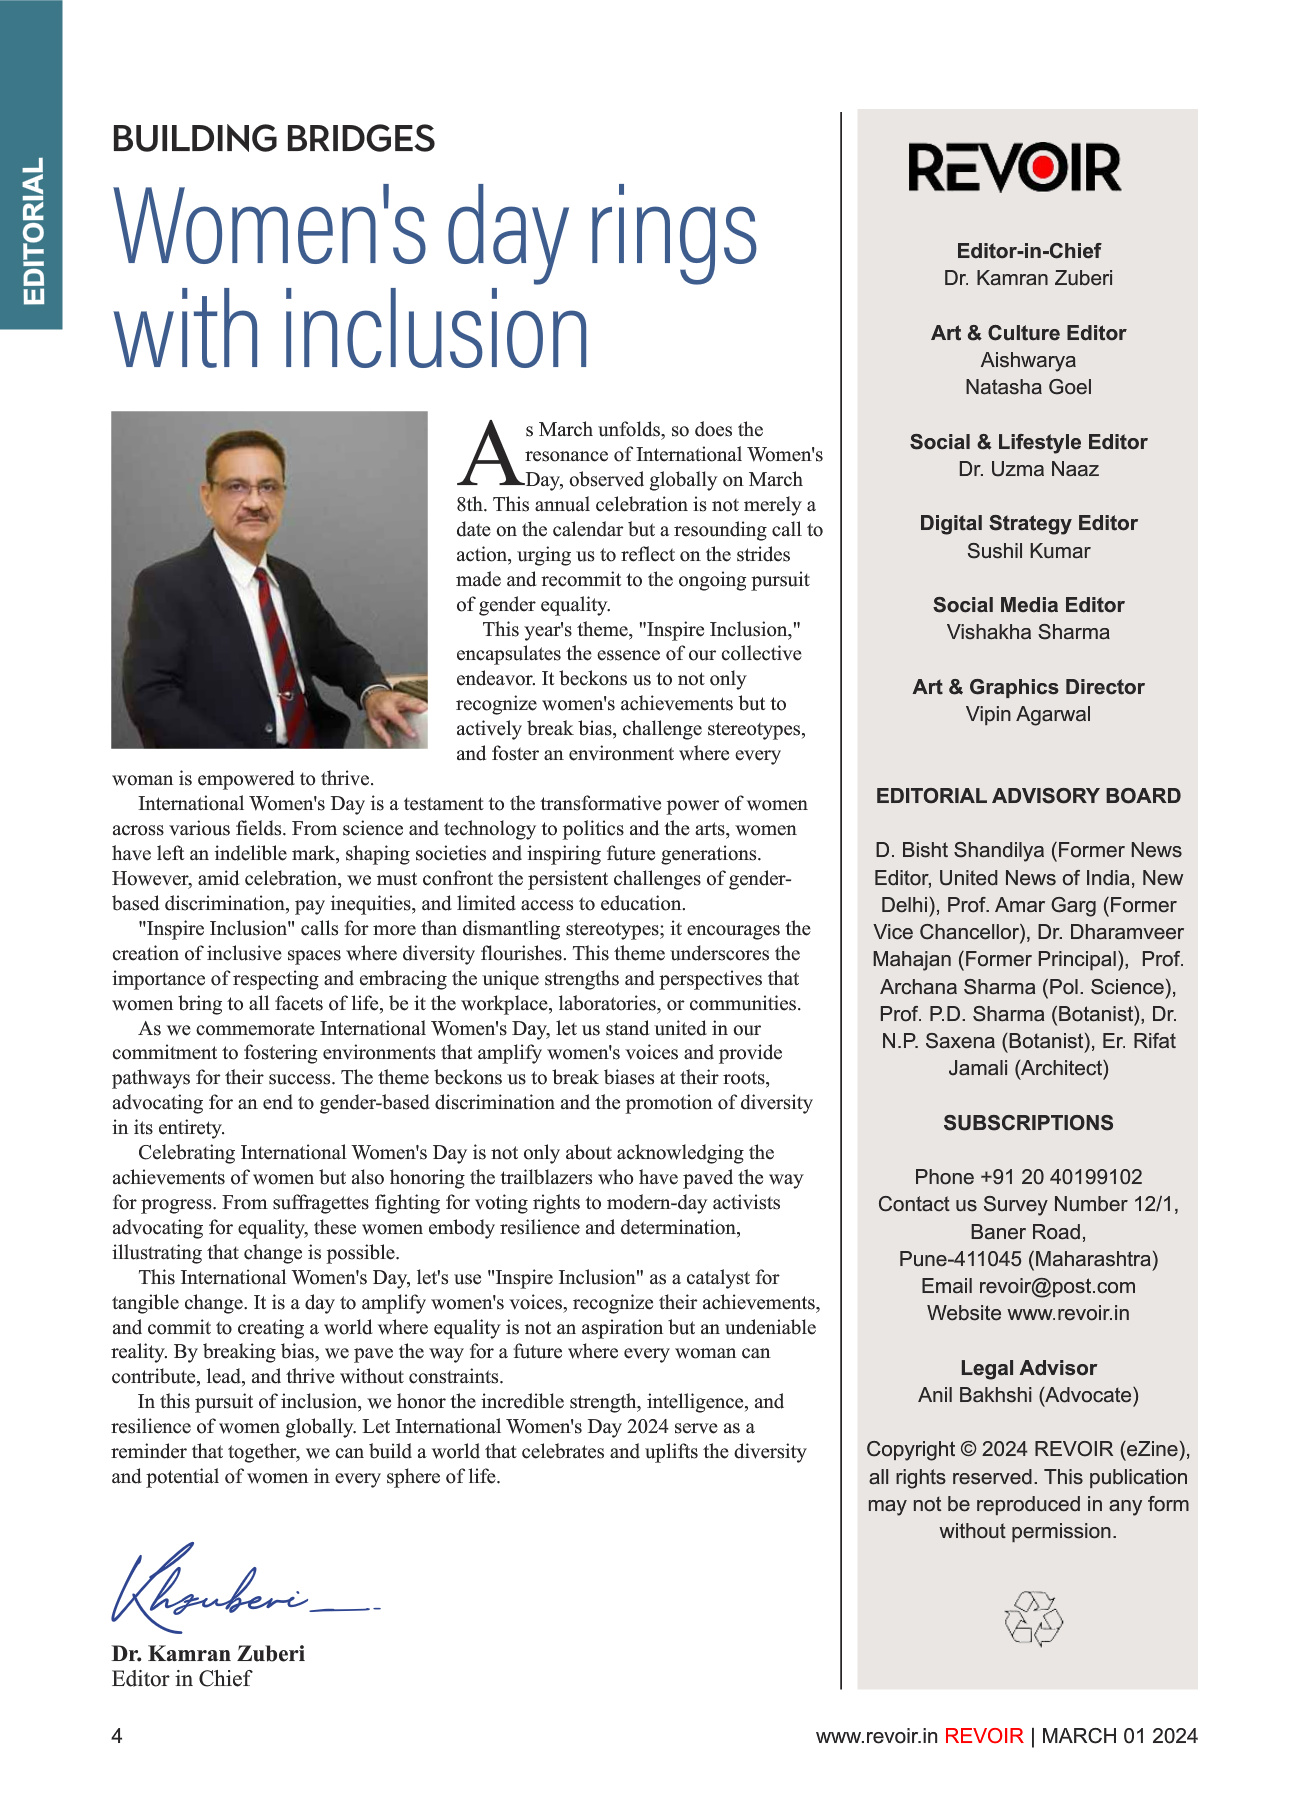 EDITORIAL
BUILDING BRIDGES
Women's day rings
with inclusion
As March unfolds, so does the
resonance of International Women's
Day, observed globally on March
8th. This annual celebration is not merely a
date on the calendar but a resounding call to
action, urging us to reflect on the strides
made and recommit to the ongoing pursuit
of gender equality.
This year's theme, "Inspire Inclusion,"
encapsulates the essence of our collective
endeavor. It beckons us to not only
recognize women's achievements but to
actively break bias, challenge stereotypes,
and foster an environment where every
woman is empowered to thrive.
International Women's Day is a testament to the transformative power of women
across various fields. From science and technology to politics and the arts, women
have left an indelible mark, shaping societies and inspiring future generations.
However, amid celebration, we must confront the persistent challenges of gender-
based discrimination, pay inequities, and limited access to education.
"Inspire Inclusion" calls for more than dismantling stereotypes; it encourages the
creation of inclusive spaces where diversity flourishes. This theme underscores the
importance of respecting and embracing the unique strengths and perspectives that
women bring to all facets of life, be it the workplace, laboratories, or communities.
As we commemorate International Women's Day, let us stand united in our
commitment to fostering environments that amplify women's voices and provide
pathways for their success. The theme beckons us to break biases at their roots,
advocating for an end to gender-based discrimination and the promotion of diversity
in its entirety.
Celebrating International Women's Day is not only about acknowledging the
achievements of women but also honoring the trailblazers who have paved the way
for progress. From suffragettes fighting for voting rights to modern-day activists
advocating for equality, these women embody resilience and determination,
illustrating that change is possible.
This International Women's Day, let's use "Inspire Inclusion" as a catalyst for
tangible change. It is a day to amplify women's voices, recognize their achievements,
and commit to creating a world where equality is not an aspiration but an undeniable
reality. By breaking bias, we pave the way for a future where every woman can
contribute, lead, and thrive without constraints.
In this pursuit of inclusion, we honor the incredible strength, intelligence, and
resilience of women globally. Let International Women's Day 2024 serve as a
reminder that together, we can build a world that celebrates and uplifts the diversity
and potential of women in every sphere of life.
Khzuberi
Dr. Kamran Zuberi
Editor in Chief
REVOIR
Editor-in-Chief
Dr. Kamran Zuberi
Art & Culture Editor
Aishwarya
Natasha Goel
Social & Lifestyle Editor
Dr. Uzma Naaz
Digital Strategy Editor
Sushil Kumar
Social Media Editor
Vishakha Sharma
Art & Graphics Director
Vipin Agarwal
EDITORIAL ADVISORY BOARD
D. Bisht Shandilya (Former News
Editor, United News of India, New
Delhi), Prof. Amar Garg (Former
Vice Chancellor), Dr. Dharamveer
Mahajan (Former Principal), Prof.
Archana Sharma (Pol. Science),
Prof. P.D. Sharma (Botanist), Dr.
N.P. Saxena (Botanist), Er. Rifat
Jamali (Architect)
SUBSCRIPTIONS
Phone +91 20 40199102
Contact us Survey Number 12/1,
Baner Road,
Pune-411045 (Maharashtra)
Email revoir@post.com
Website www.revoir.in
Legal Advisor
Anil Bakhshi (Advocate)
Copyright © 2024 REVOIR (eZine),
all rights reserved. This publication
may not be reproduced in any form
without permission.
4
www.revoir.in REVOIR | MARCH 01 2024